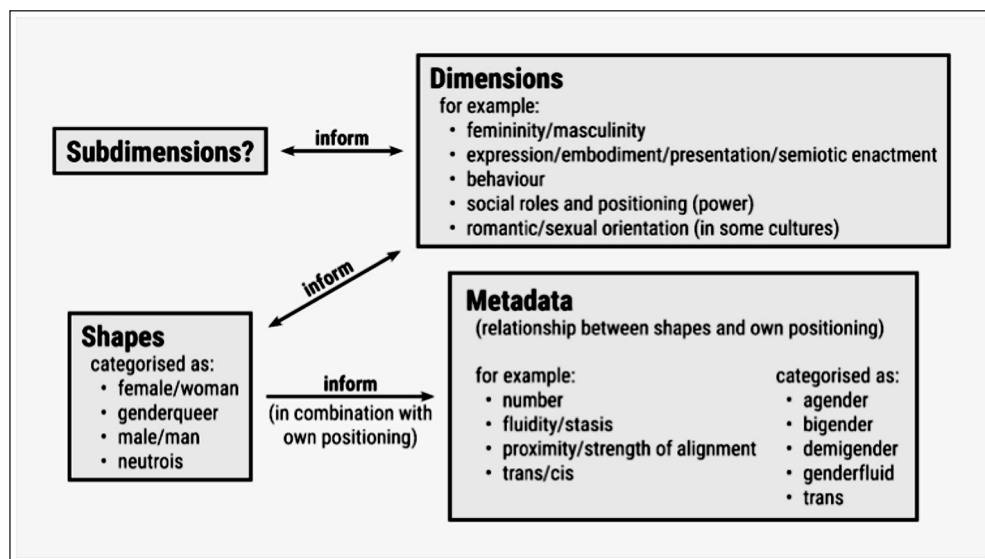 Dimensions
for example:
• femininity/masculinity
• expression/embodiment/presentation/semiotic enactment
• behaviour
• social roles and positioning (power)
• romantic/sexual orientation (in some cultures)
Subdimensions?
inform
inform
Shapes
categorised as:
• female/woman
• genderqueer
• male/man
• neutrois
inform
(in combination with
own positioning)
Metadata
(relationship between shapes and own positioning)
for example:
• number
• fluidity/stasis
• proximity/strength of alignment
• trans/cis
categorised as:
• agender
• bigender
• demigender
• genderfluid
• trans